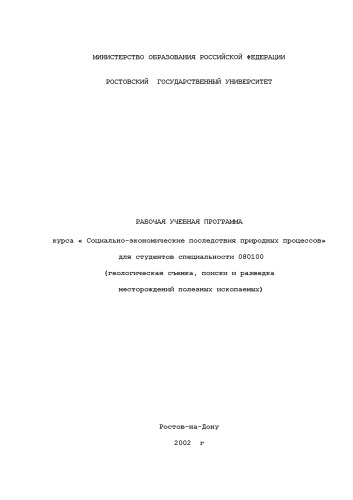 МИНИСТЕРСТВО ОБРАЗОВАНИЯ РОССИЙСКОЙ ФЕДЕРАЦИИ
РОСТОВСКИЙ ГОСУДАРСТВЕННЫЙ УНИВЕРСИТЕТ
РАБОЧАЯ УЧЕБНАЯ ПРОГРАММА
курса « Социально-экономические последствия природных процессов»
для студентов специальности 080100
(геологическая съемка, поиски и разведка
месторождений полезных ископаемых)
Ростов-на-Дону
2002 г